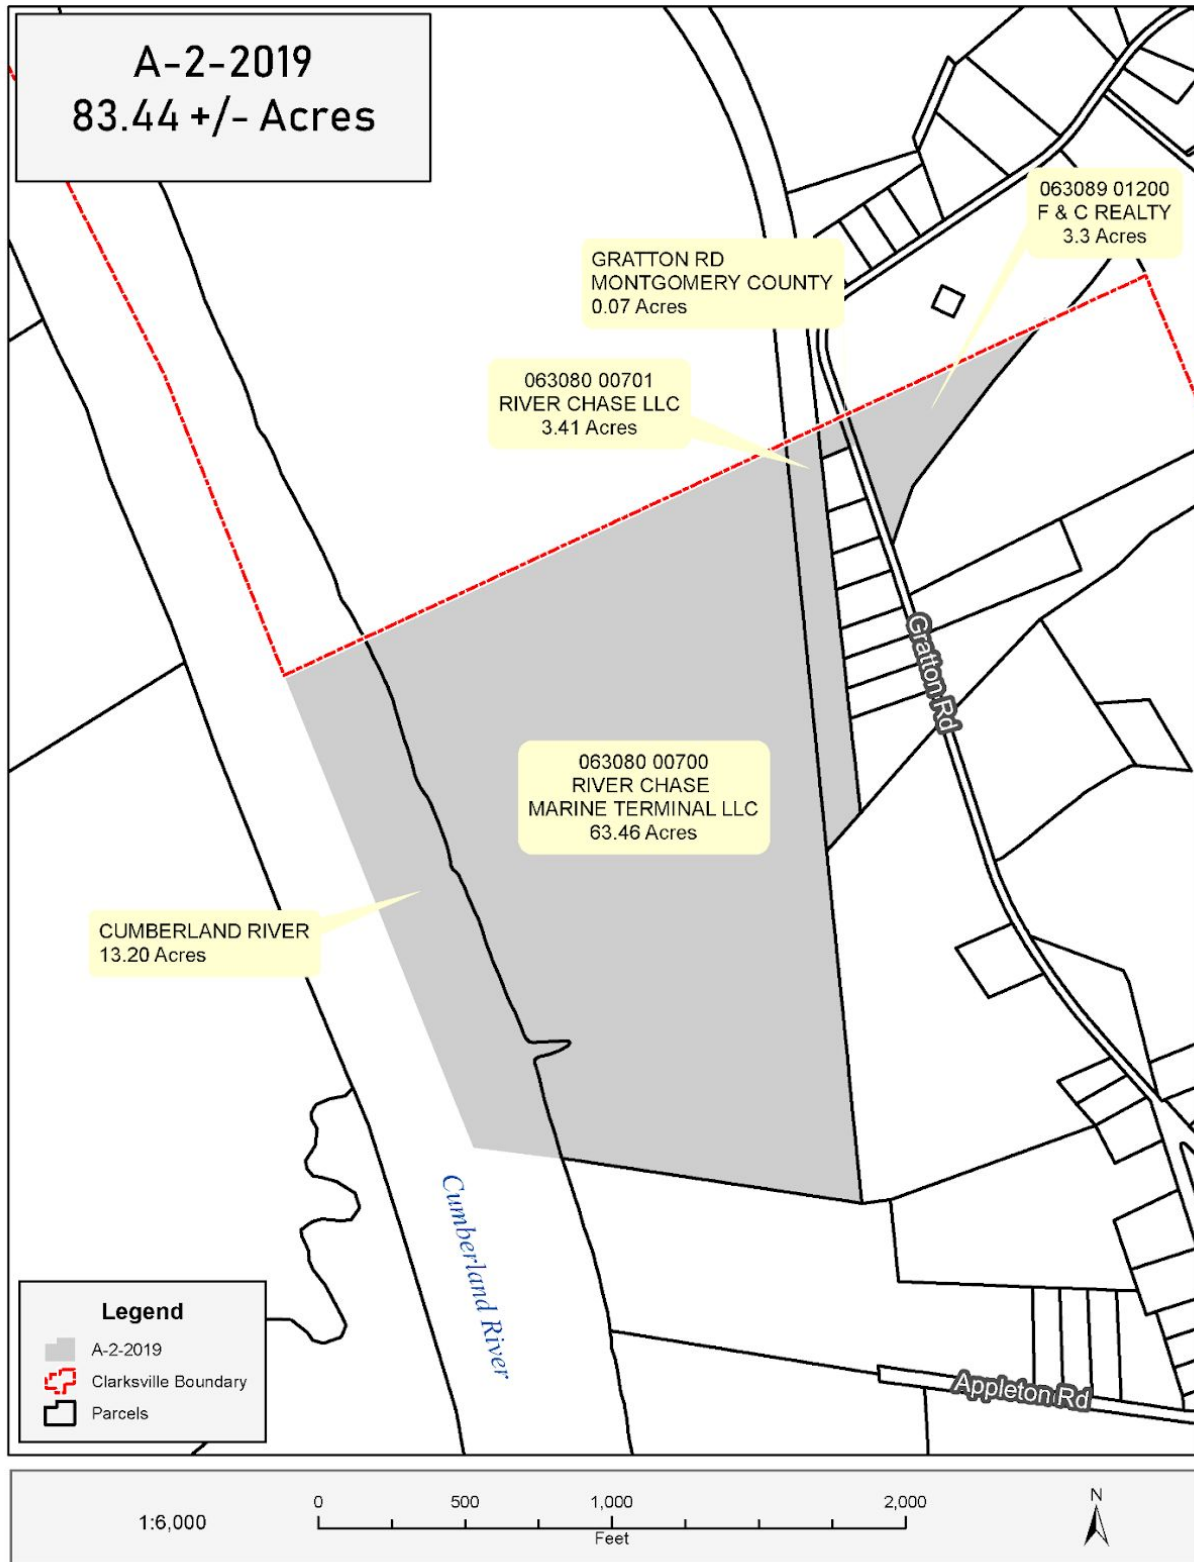 A-2-2019
83.44 +/- Acres
063089 01200
F & C REALTY
3.3 Acres
GRATTON RD
MONTGOMERY COUNTY
0.07 Acres
063080 00701
RIVER CHASE LLC
3.41 Acres
Gratton Rd
063080 00700
RIVER CHASE
MARINE TERMINAL LLC
63.46 Acres
CUMBERLAND RIVER
13.20 Acres
Cumberland River
Appleton Rd
Legend
A-2-2019
Clarksville Boundary
Parcels
1:6,000
0 500 1,000 2,000
Feet
N